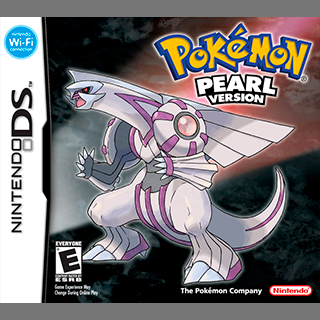 Nintendo
Wi-Fi
CONNECTION
NINTENDO DS™
POKéMON®
PEARL
VERSION
EVERYONE
E
ESRB
Game Experience May
Change During Online Play
The Pokémon Company
Nintendo